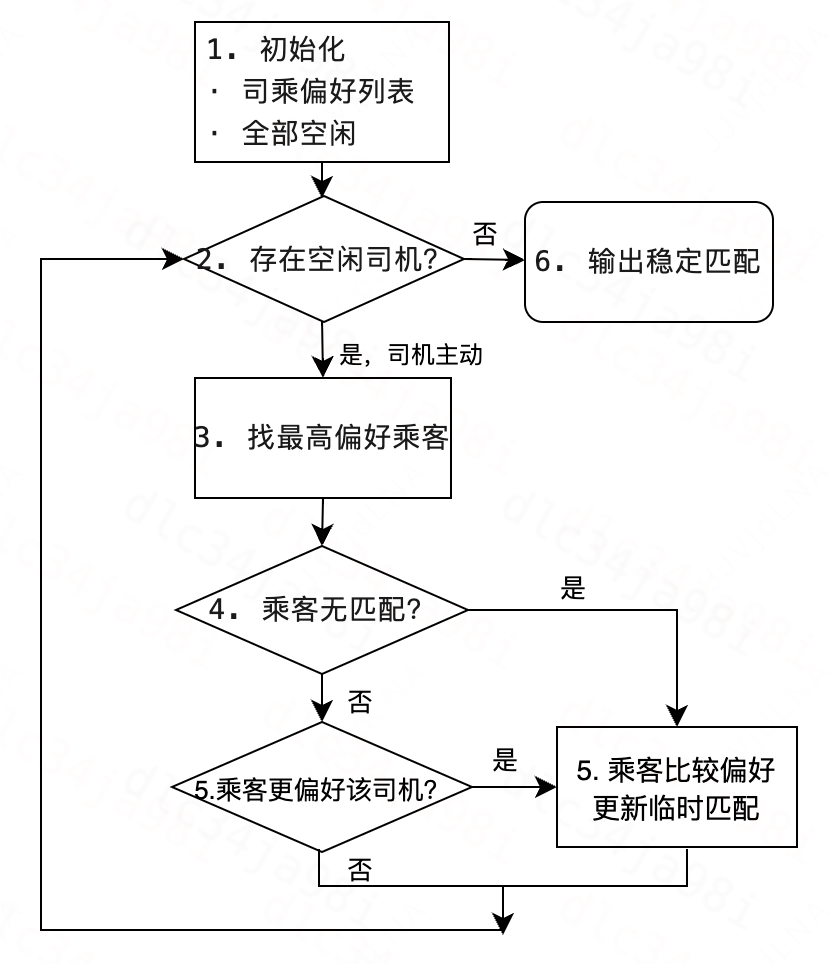 1. 初始化
· 司乘偏好列表
· 全部空闲
2. 存在空闲司机?
否
6. 输出稳定匹配
是，司机主动
3. 找最高偏好乘客
4. 乘客无匹配?
是
否
5.乘客更偏好该司机?
是
5. 乘客比较偏好
更新临时匹配
否